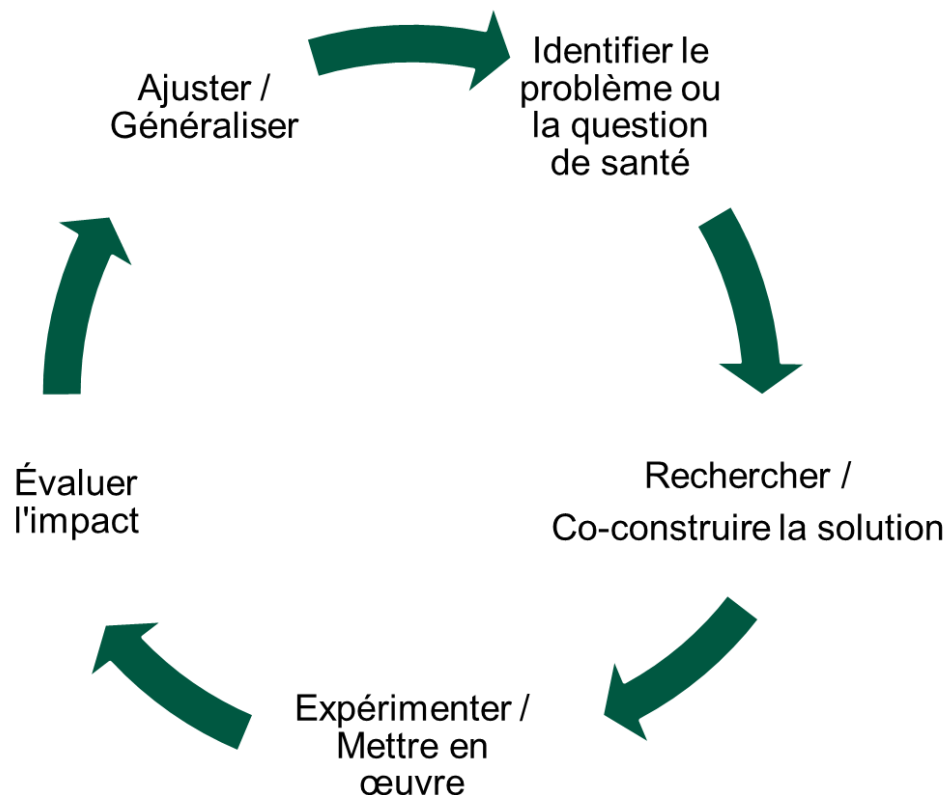 Identifier le
problème ou
la question
de santé
Rechercher /
Co-construire la solution
Expérimenter /
Mettre en
œuvre
Évaluer
l'impact
Ajuster /
Généraliser